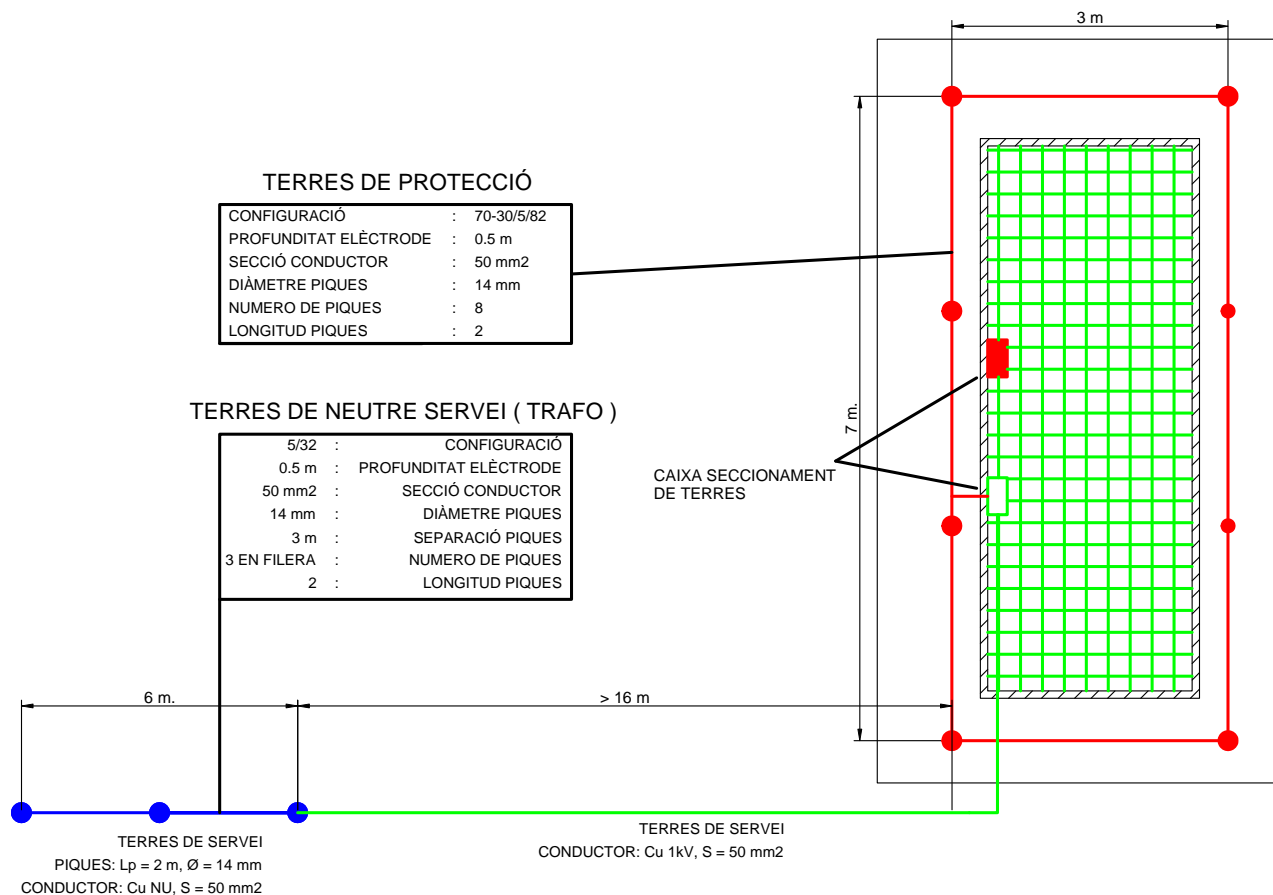 3 m
TERRES DE PROTECCIÓ
CONFIGURACIÓ : 70-30/5/82
PROFUNDITAT ELÈCTRODE : 0.5 m
SECCIÓ CONDUCTOR : 50 mm2
DIÀMETRE PIQUES : 14 mm
NUMERO DE PIQUES : 8
LONGITUD PIQUES : 2
7 m.
TERRES DE NEUTRE SERVEI ( TRAFO )
5/32 : CONFIGURACIÓ
0.5 m : PROFUNDITAT ELÈCTRODE
50 mm2 : SECCIÓ CONDUCTOR
14 mm : DIÀMETRE PIQUES
3 m : SEPARACIÓ PIQUES
3 EN FILERA : NUMERO DE PIQUES
2 : LONGITUD PIQUES
CAIXA SECCIONAMENT
DE TERRES
6 m.
> 16 m
TERRES DE SERVEI
PIQUES: Lp = 2 m, Ø = 14 mm
CONDUCTOR: Cu NU, S = 50 mm2
TERRES DE SERVEI
CONDUCTOR: Cu 1kV, S = 50 mm2